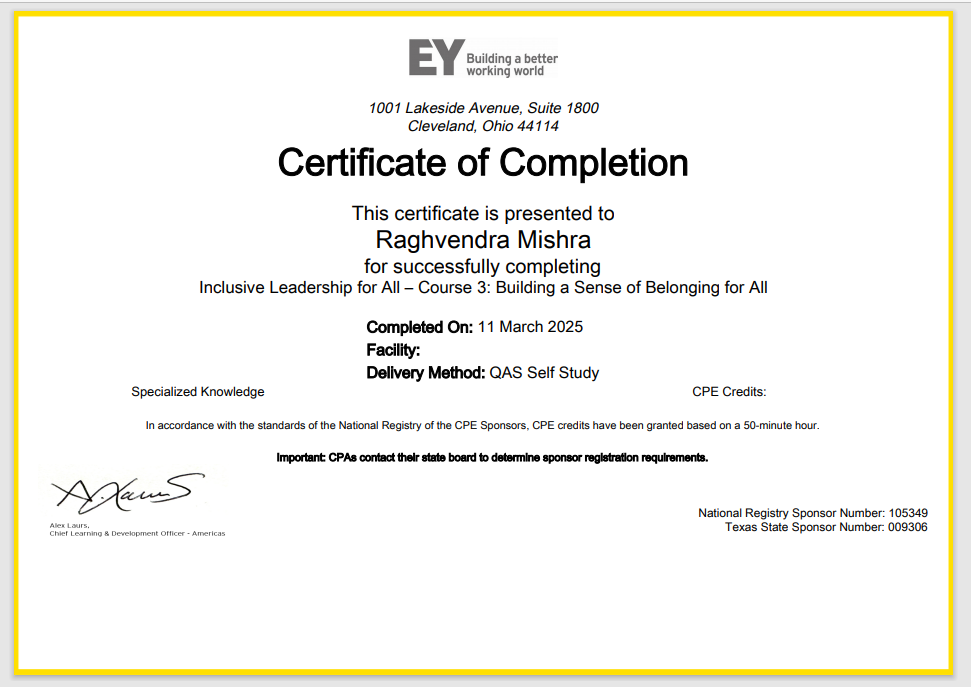 EY Building a better
working world
1001 Lakeside Avenue, Suite 1800
Cleveland, Ohio 44114
Certificate of Completion
This certificate is presented to
Raghvendra Mishra
for successfully completing
Inclusive Leadership for All – Course 3: Building a Sense of Belonging for All
Completed On: 11 March 2025
Facility:
Delivery Method: QAS Self Study
Specialized Knowledge CPE Credits:
In accordance with the standards of the National Registry of the CPE Sponsors, CPE credits have been granted based on a 50-minute hour.
Important: CPAs contact their state board to determine sponsor registration requirements.
A. Laurs
Alex Laurs,
Chief Learning & Development Officer - Americas
National Registry Sponsor Number: 105349
Texas State Sponsor Number: 009306